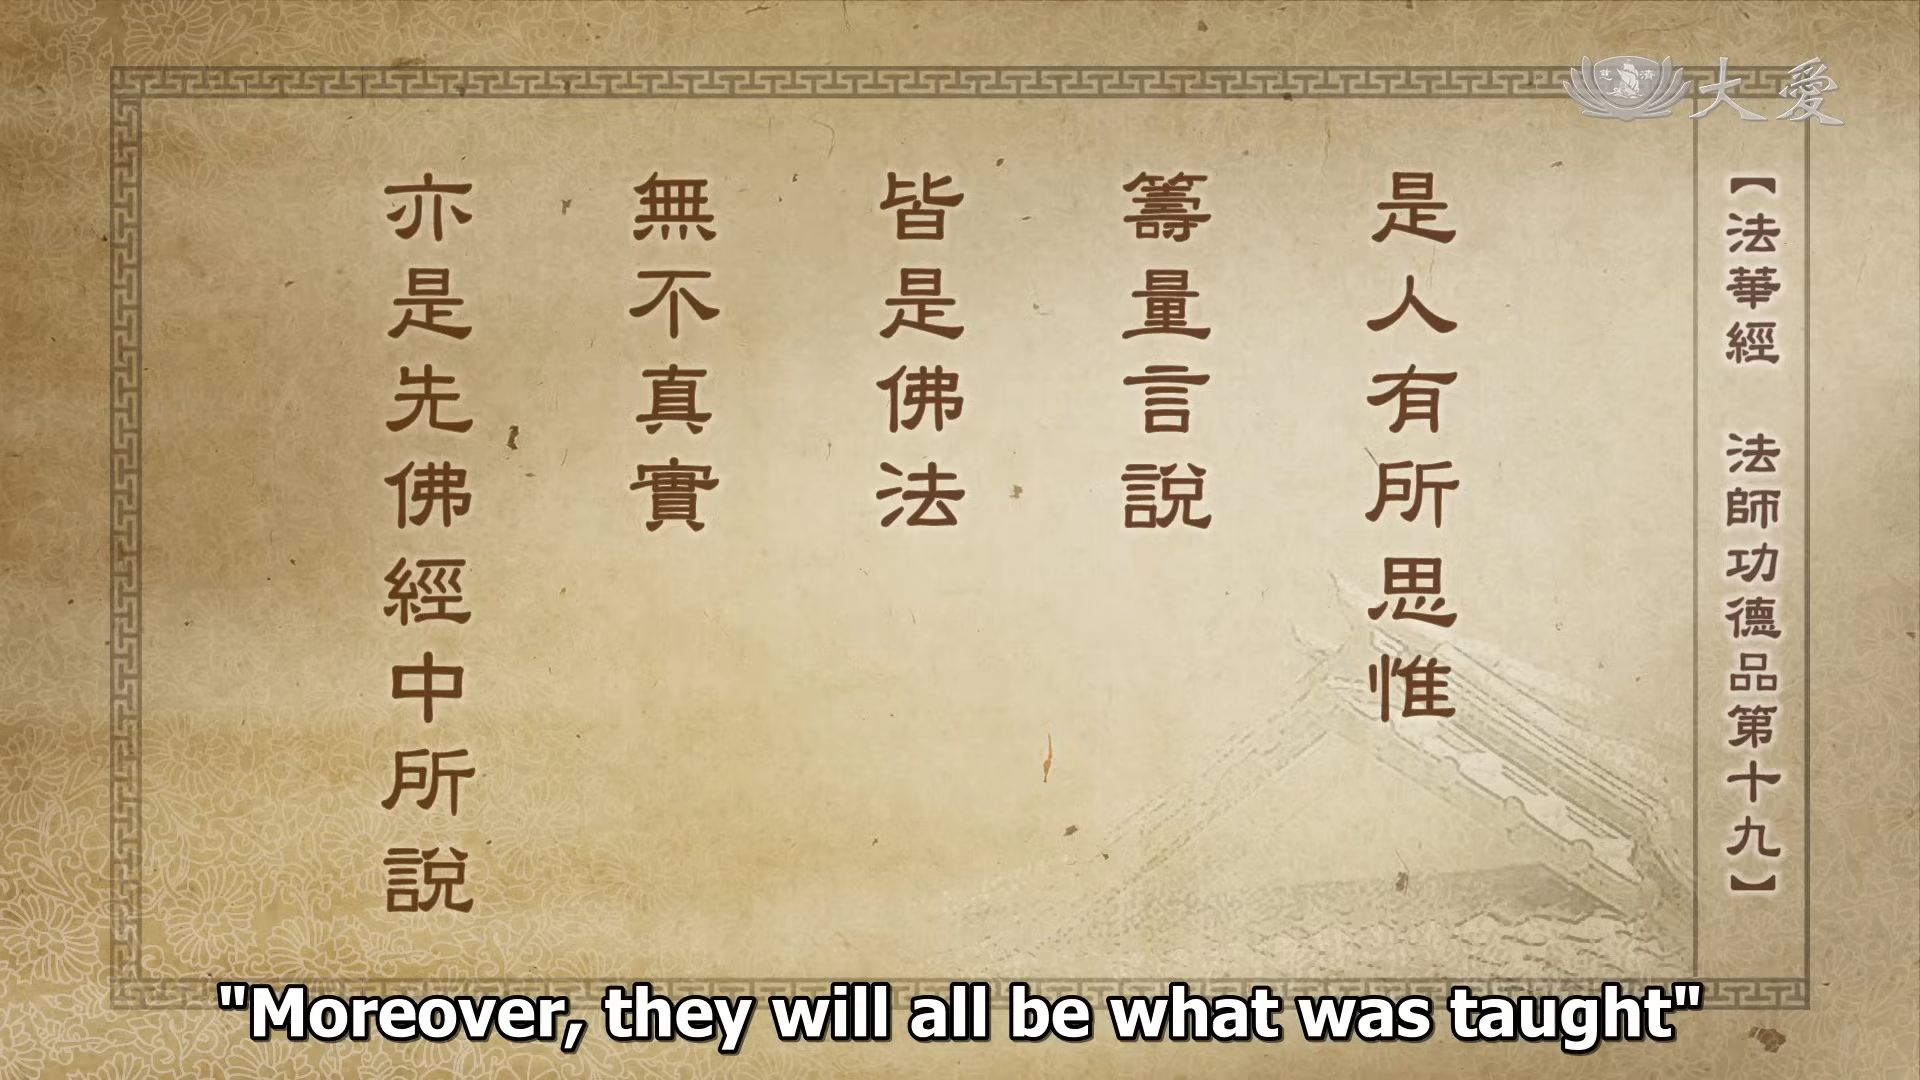 大愛
慈濟
【法華經 法師功德品第十九】
是人有所思惟
籌量言說
皆是佛法
無不真實
亦是先佛經中所說
"Moreover, they will all be what was taught"